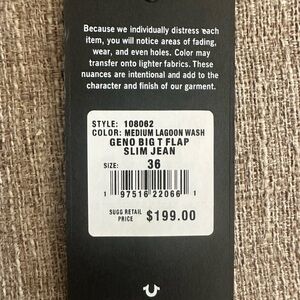 Because we individually distress each
item, you will notice areas of fading,
wear, and even holes. Color may
transfer onto lighter fabrics. These
nuances are intentional and add to the
character and finish of our garment.
STYLE: 108062
COLOR: MEDIUM LAGOON WASH
GENO BIG T FLAP
SLIM JEAN
SIZE: 36
1 97516 22066 1
SUGG RETAIL
PRICE $199.00